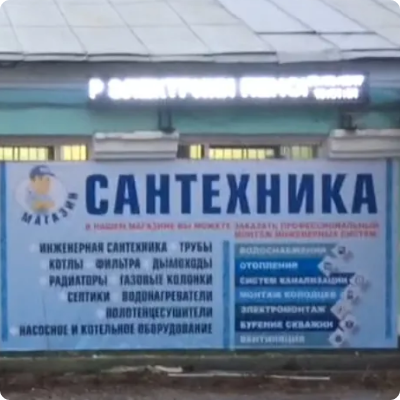 МАГАЗИН
САНТЕХНИКА
В НАШЕМ МАГАЗИНЕ ВЫ МОЖЕТЕ ЗАКАЗАТЬ ПРОФЕССИОНАЛЬНЫЙ
МОНТАЖ ИНЖЕНЕРНЫХ СИСТЕМ
ИНЖЕНЕРНАЯ САНТЕХНИКА ТРУБЫ
КОТЛЫ ФИЛЬТРА ДЫМОХОДЫ
РАДИАТОРЫ ГАЗОВЫЕ КОЛОНКИ
СЕПТИКИ ВОДОНАГРЕВАТЕЛИ
ПОЛОТЕНЦЕСУШИТЕЛИ
НАСОСНОЕ И КОТЕЛЬНОЕ ОБОРУДОВАНИЕ
ВОДОСНАБЖЕНИЕ
ОТОПЛЕНИЕ
СИСТЕМ КАНАЛИЗАЦИИ
МОНТАЖ КОЛОДЦЕВ
ЭЛЕКТРОМОНТАЖ
БУРЕНИЕ СКВАЖИН
ВЕНТИЛЯЦИЯ